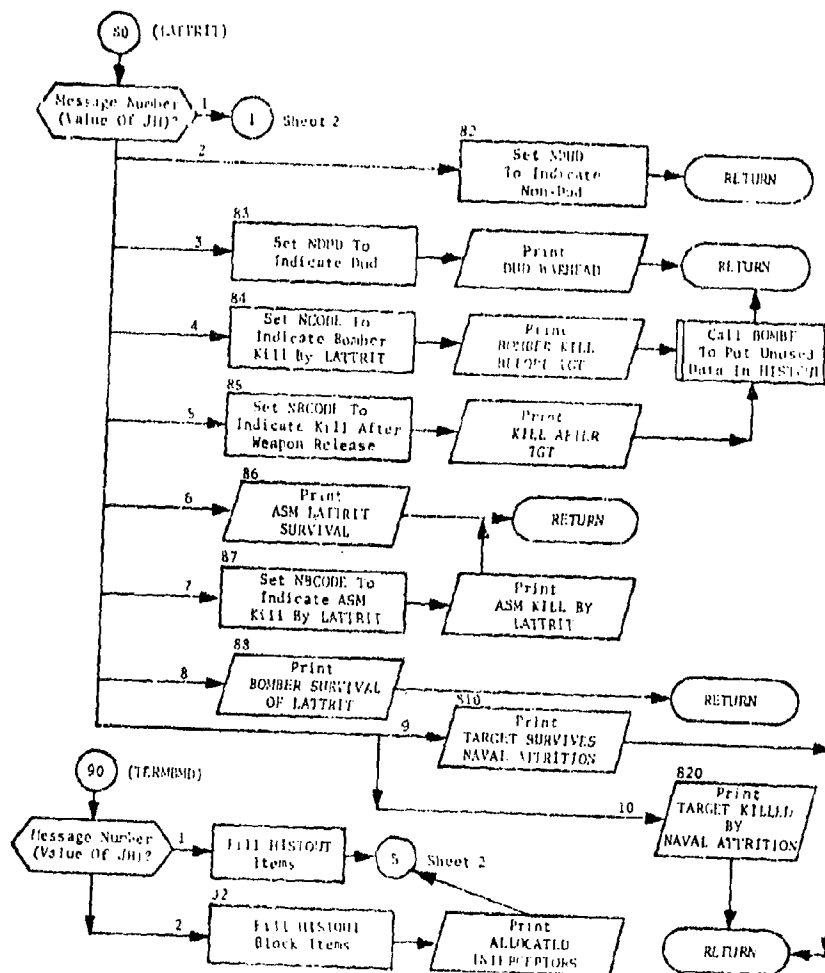 80 (LATTRIT)
Message Number
(Value Of JH)?
1
1 Sheet 2
2
82
Set NDUD
To Indicate
Non-Dud
RETURN
3
83
Set NDUD To
Indicate Dud
Print
DUD WARHEAD
RETURN
4
84
Set NBCODE To
Indicate Bomber
Kill By LATTRIT
Print
BOMBER KILL
BEFORE TGT
Call BOMBF
To Put Unused
Data In HISTOUT
5
85
Set NBCODE To
Indicate Kill After
Weapon Release
Print
KILL AFTER
TGT
6
86
Print
ASM LATTRIT
SURVIVAL
RETURN
7
87
Set NBCODE To
Indicate ASM
Kill By LATTRIT
Print
ASM KILL BY
LATTRIT
8
88
Print
BOMBER SURVIVAL
OF LATTRIT
RETURN
9
810
Print
TARGET SURVIVES
NAVAL ATTRITION
10
820
Print
TARGET KILLED
BY
NAVAL ATTRITION
RETURN
90 (TERMBMD)
Message Number
(Value Of JH)?
1
Fill HISTOUT
Items
5 Sheet 2
2
J2
Fill HISTOUT
Block Items
Print
ALLOCATED
INTERCEPTORS